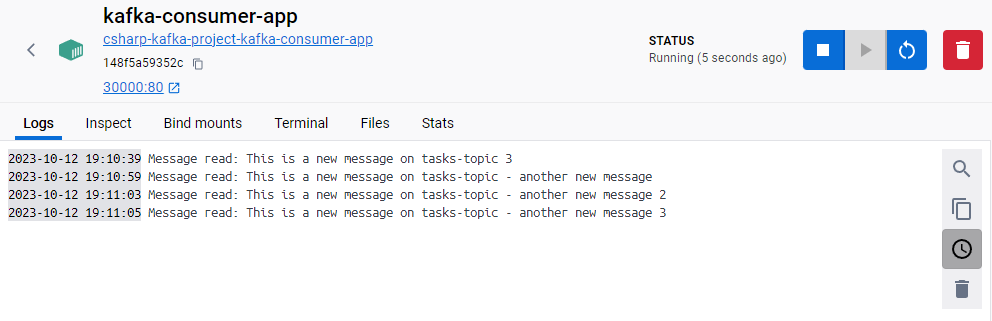 kafka-consumer-app
csharp-kafka-project-kafka-consumer-app
148f5a59352c
30000:80
STATUS
Running (5 seconds ago)
Logs Inspect Bind mounts Terminal Files Stats
2023-10-12 19:10:39 Message read: This is a new message on tasks-topic 3
2023-10-12 19:10:59 Message read: This is a new message on tasks-topic - another new message
2023-10-12 19:11:03 Message read: This is a new message on tasks-topic - another new message 2
2023-10-12 19:11:05 Message read: This is a new message on tasks-topic - another new message 3